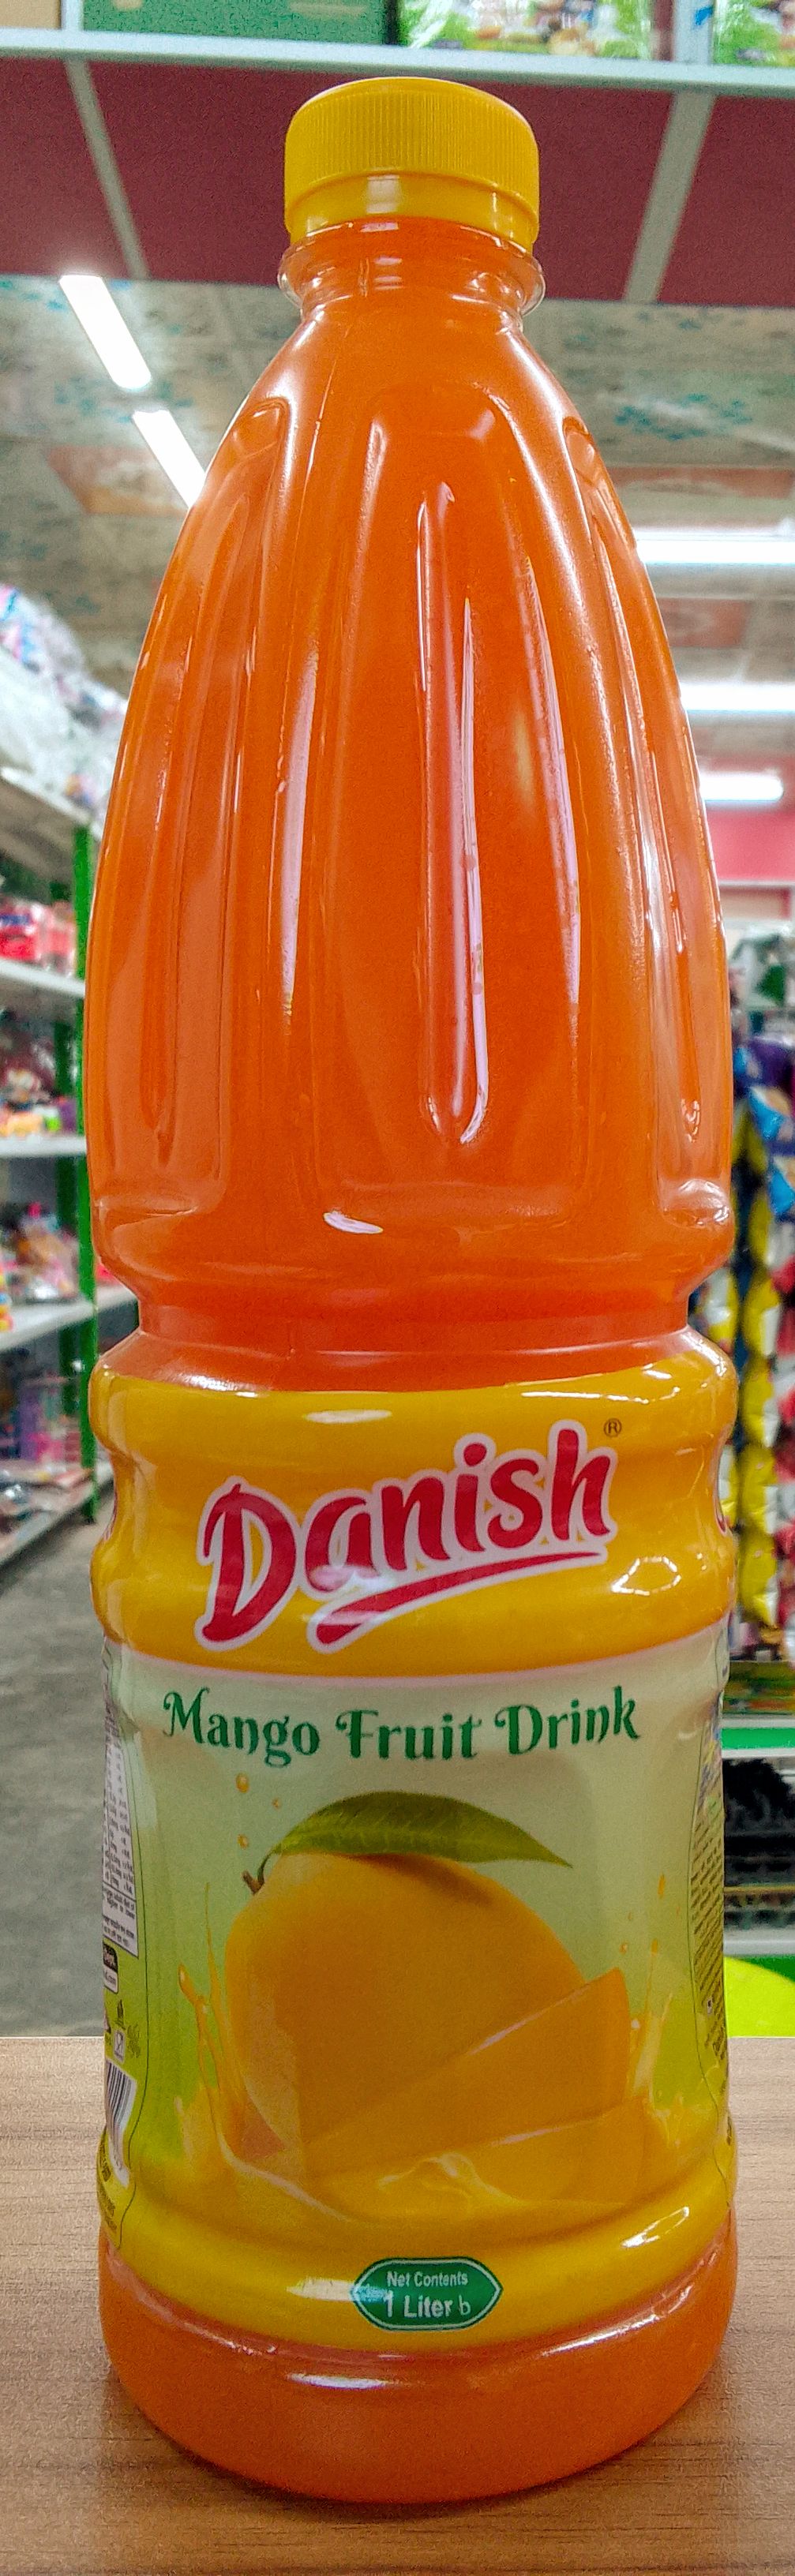 Danish ®
Mango Fruit Drink
Net Contents
1 Liter b